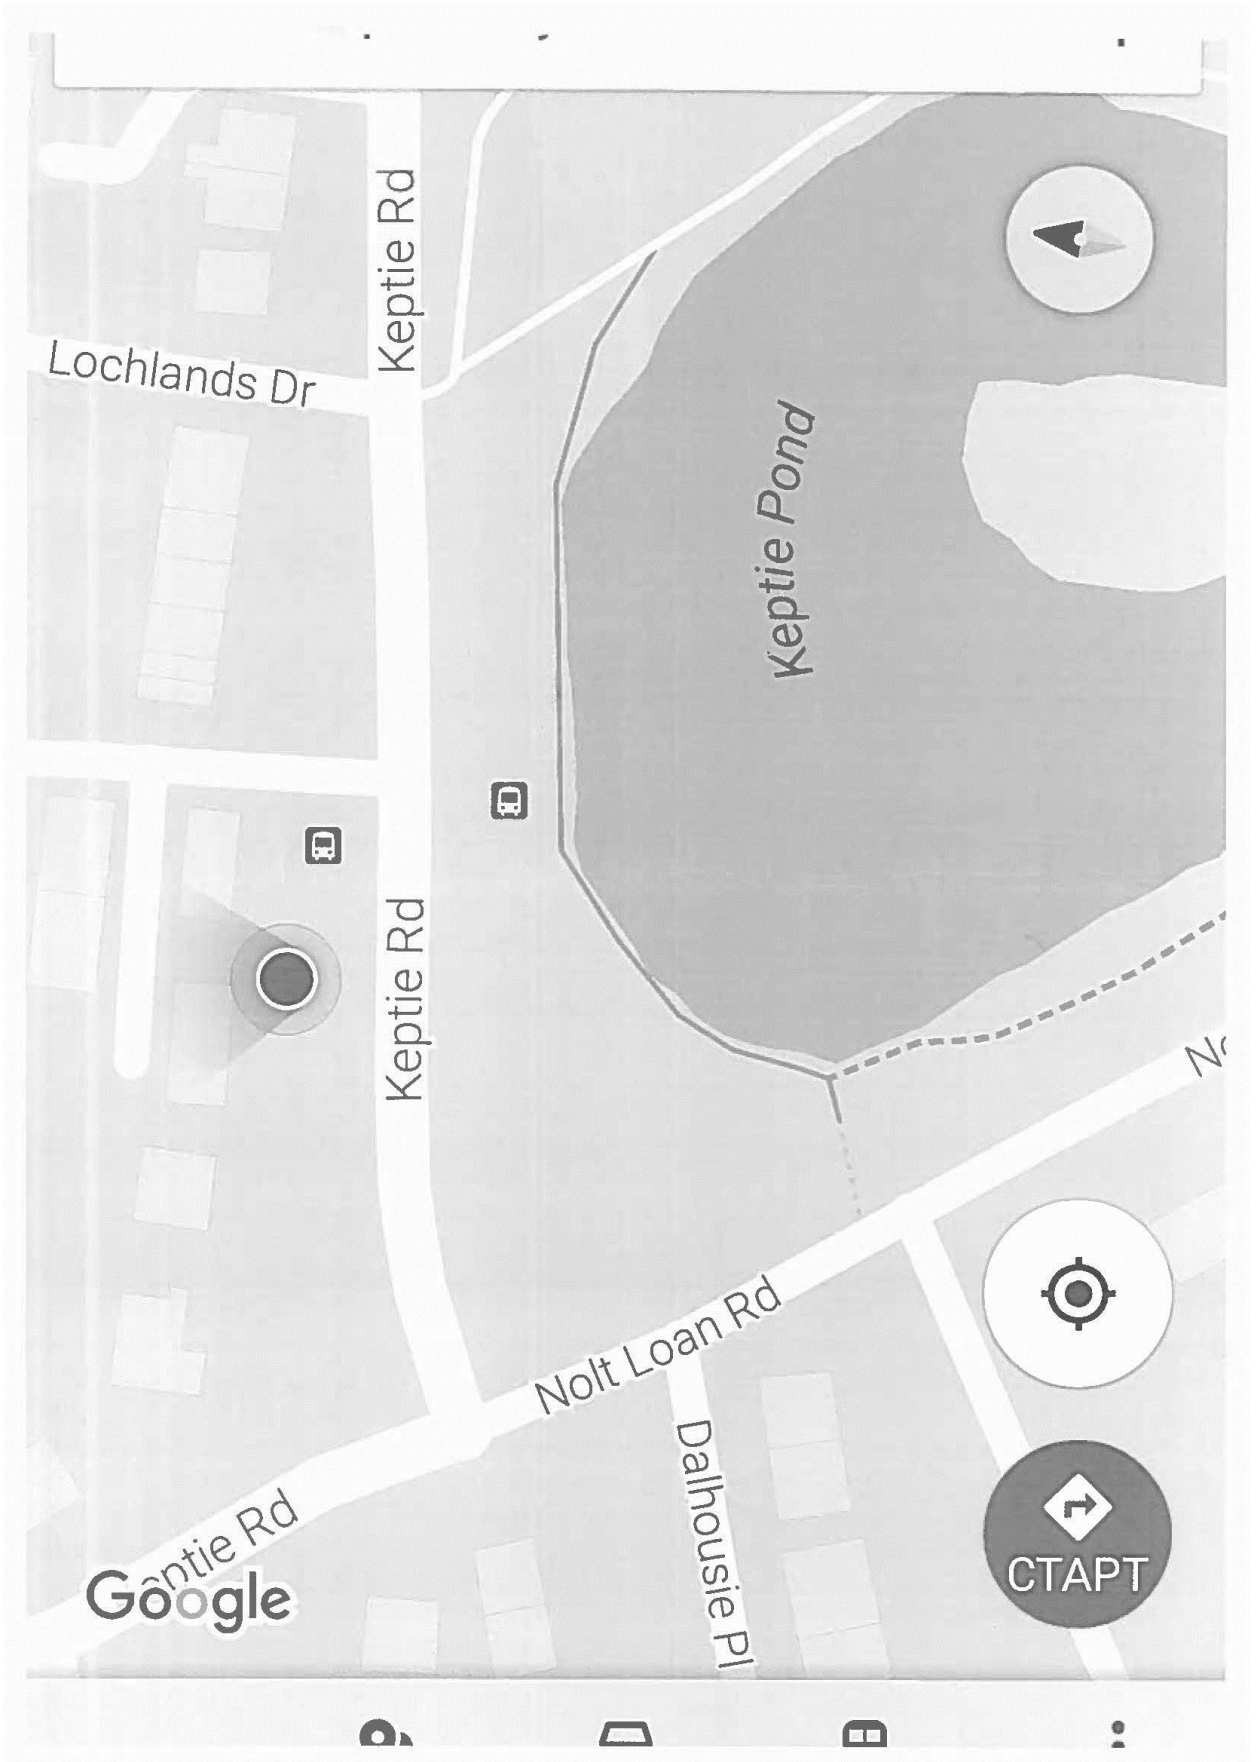 Keptie Rd
Lochlands Dr
Keptie Pond
Keptie Rd
Nolt Loan Rd
Dalhousie Pl
Google
СТАРТ